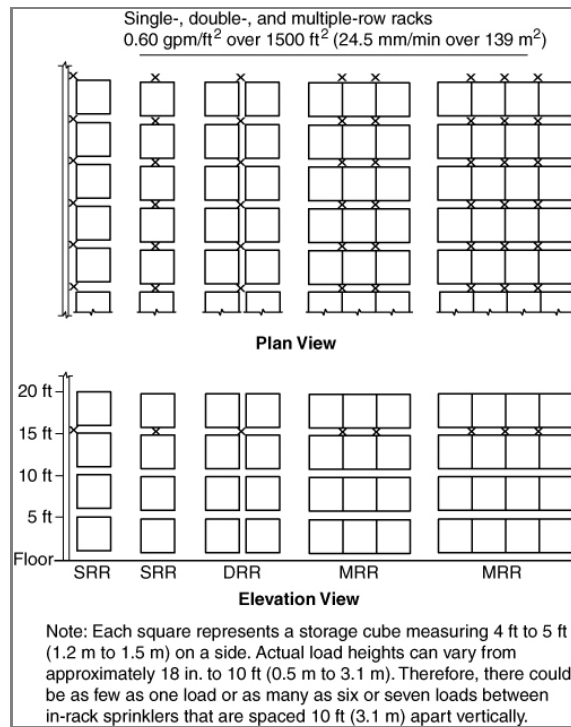 Single-, double-, and multiple-row racks
0.60 gpm/ft² over 1500 ft² (24.5 mm/min over 139 m²)
Plan View
20 ft
15 ft
10 ft
5 ft
Floor
SRR SRR DRR MRR MRR
Elevation View
Note: Each square represents a storage cube measuring 4 ft to 5 ft
(1.2 m to 1.5 m) on a side. Actual load heights can vary from
approximately 18 in. to 10 ft (0.5 m to 3.1 m). Therefore, there could
be as few as one load or as many as six or seven loads between
in-rack sprinklers that are spaced 10 ft (3.1 m) apart vertically.